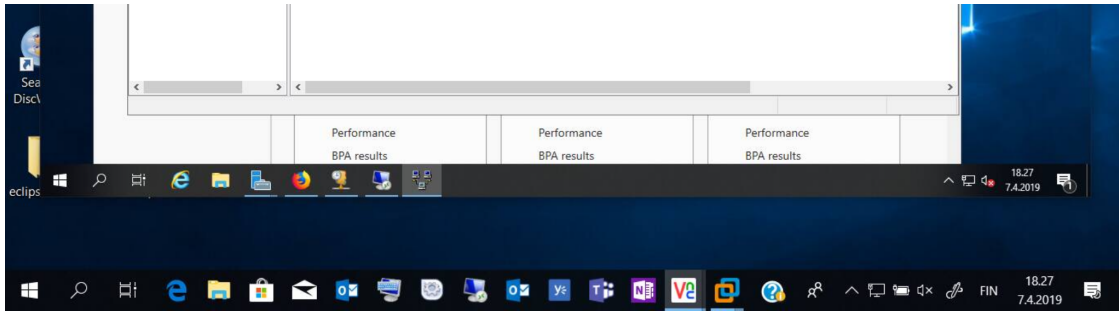 Sea
Disc\
Performance
Performance
Performance
BPA results
BPA results
BPA results
eclips
18.27
7.4.2019
1
FIN
18.27
7.4.2019